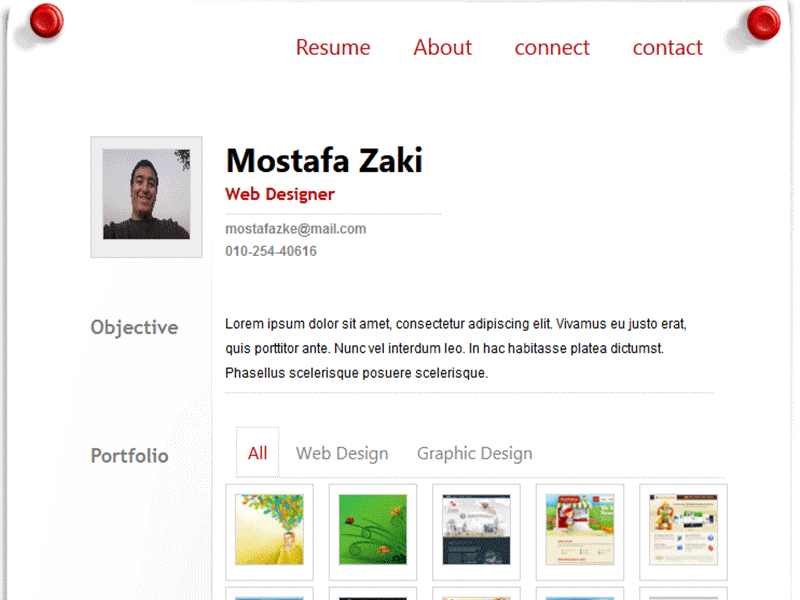 Resume About connect contact
Mostafa Zaki
Web Designer
mostafazke@mail.com
010-254-40616
Objective
Lorem ipsum dolor sit amet, consectetur adipiscing elit. Vivamus eu justo erat,
quis porttitor ante. Nunc vel interdum leo. In hac habitasse platea dictumst.
Phasellus scelerisque posuere scelerisque.
Portfolio
All Web Design Graphic Design